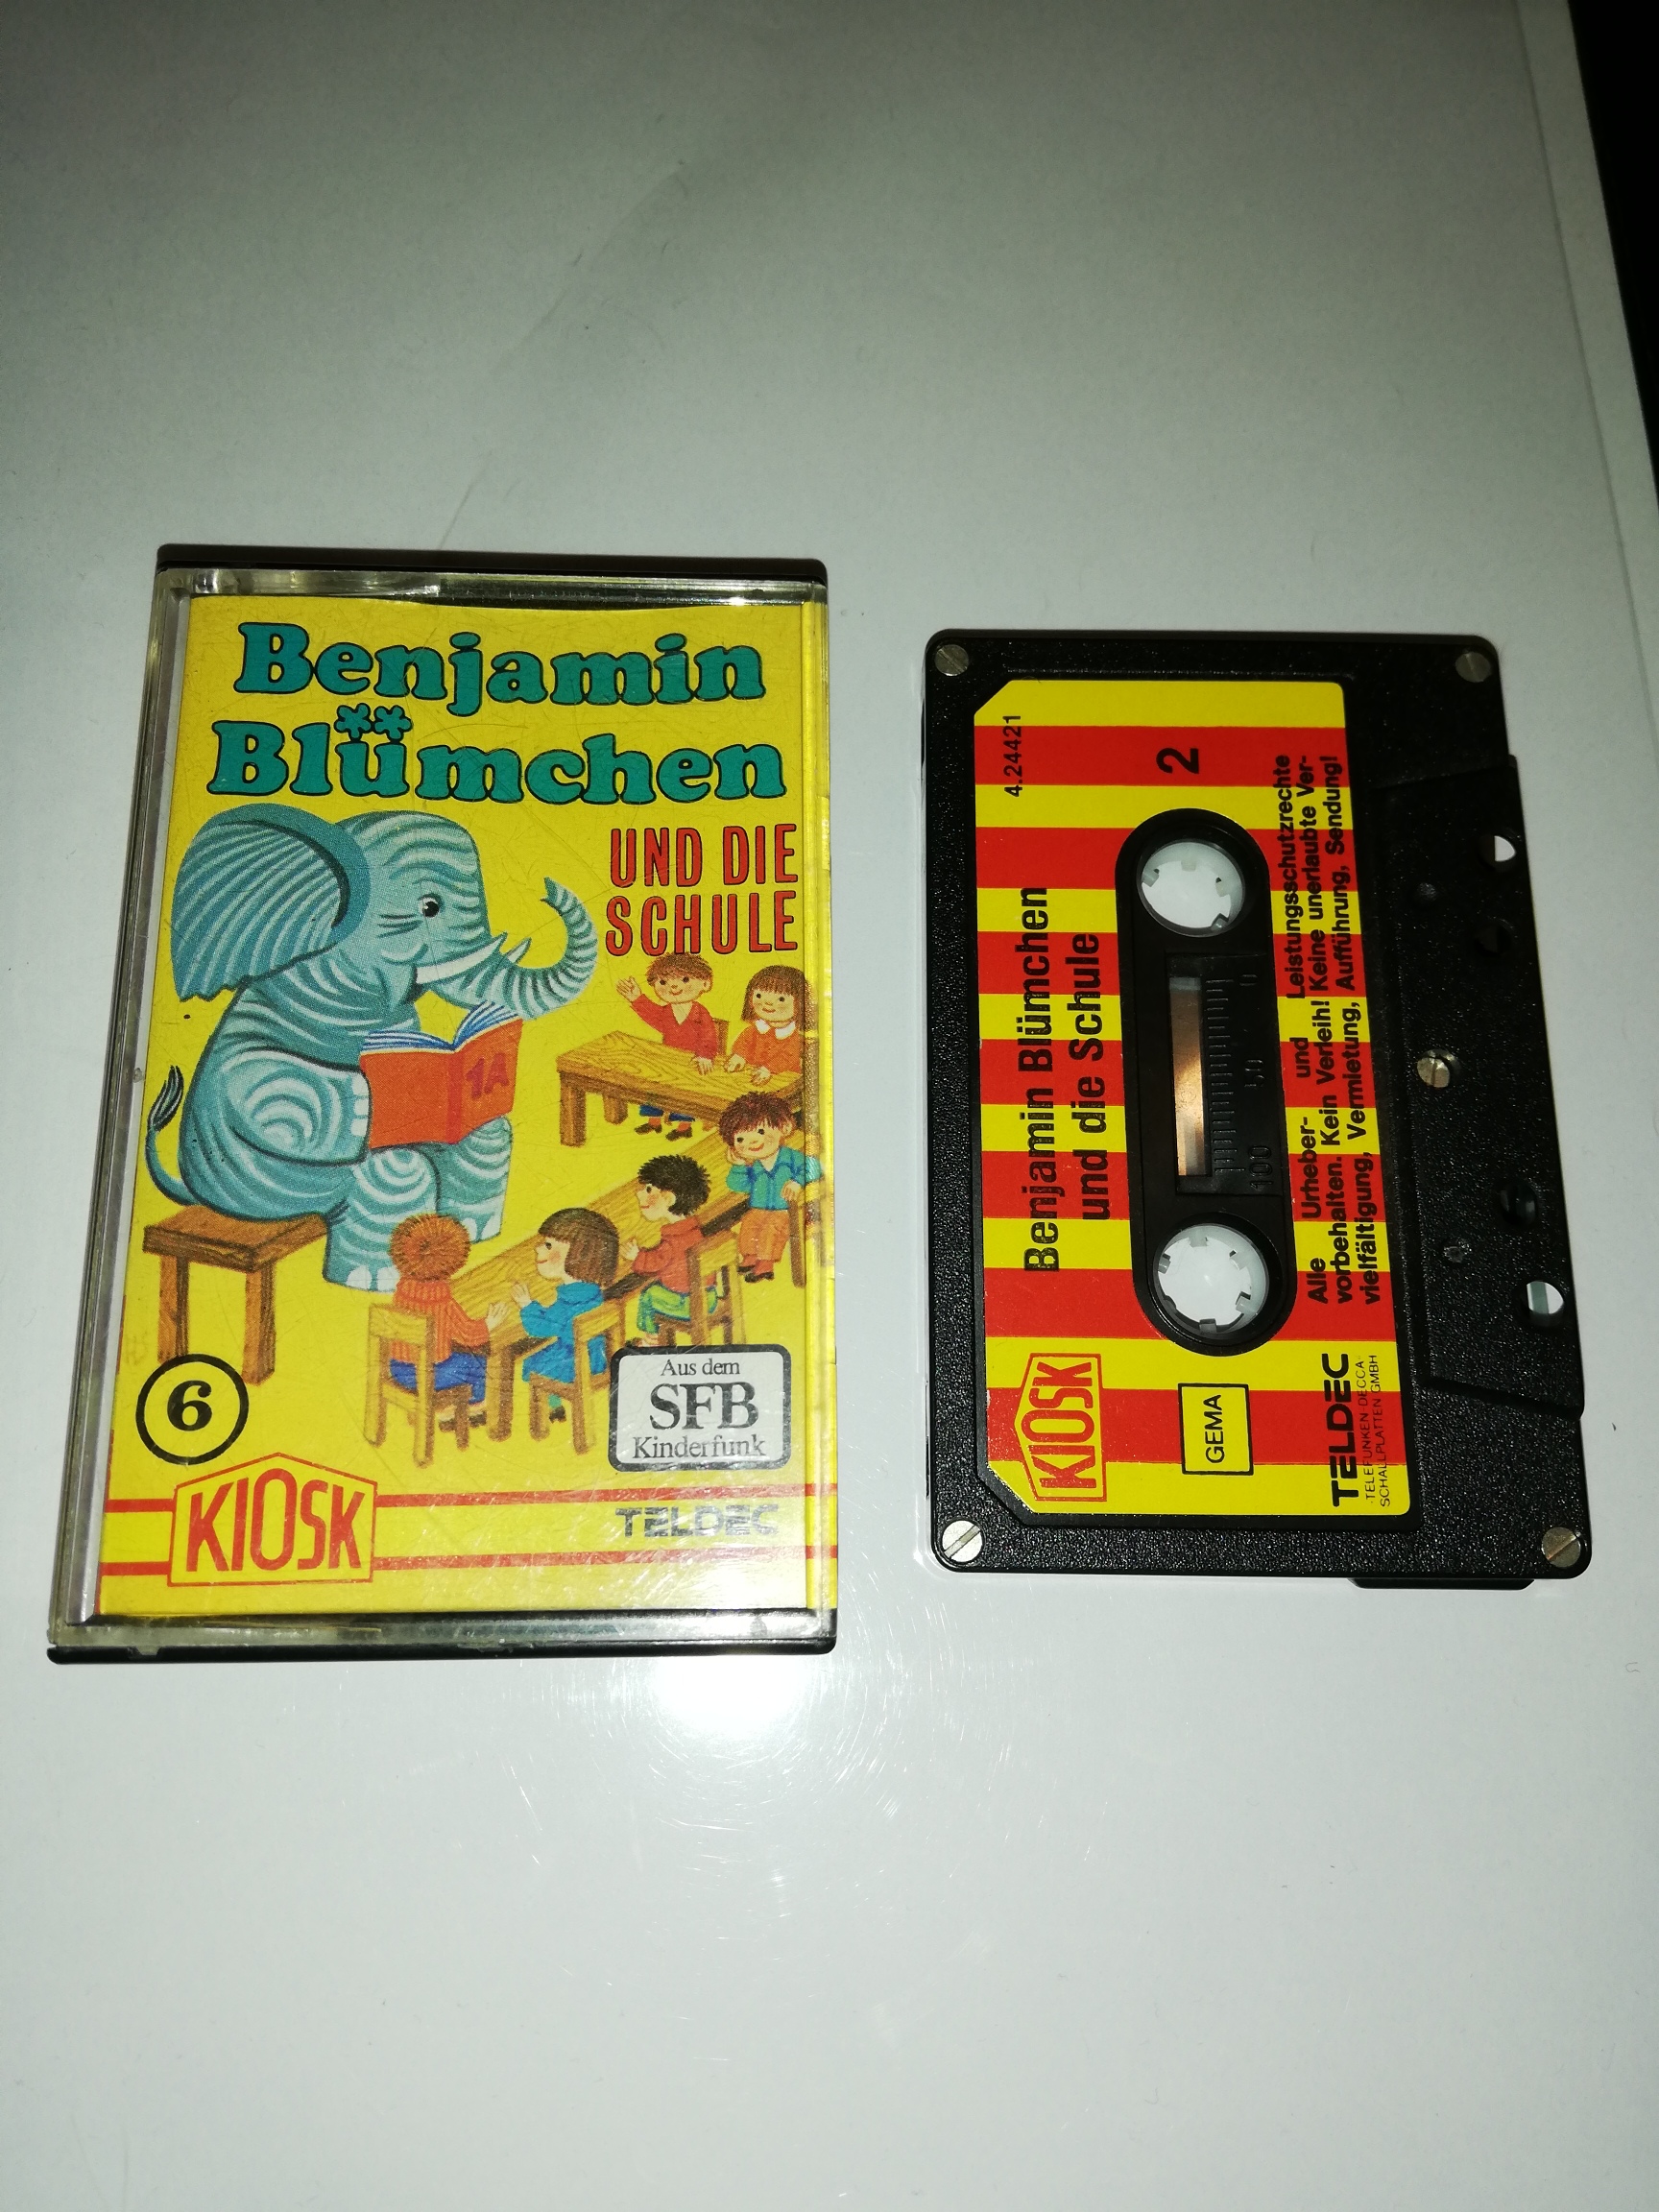 Benjamin
Blümchen
UND DIE
SCHULE
1A
6
Aus dem
SFB
Kinderfunk
KIOSK
TELDEC
4.24421
2
Benjamin Blümchen
und die Schule
100 50 0
Alle Urheber- und Leistungsschutzrechte
vorbehalten. Kein Verleih! Keine unerlaubte Ver-
vielfältigung, Vermietung, Aufführung, Sendung!
KIOSK
GEMA
TELDEC
TELEFUNKEN-DECCA-
SCHALLPLATTEN GMBH